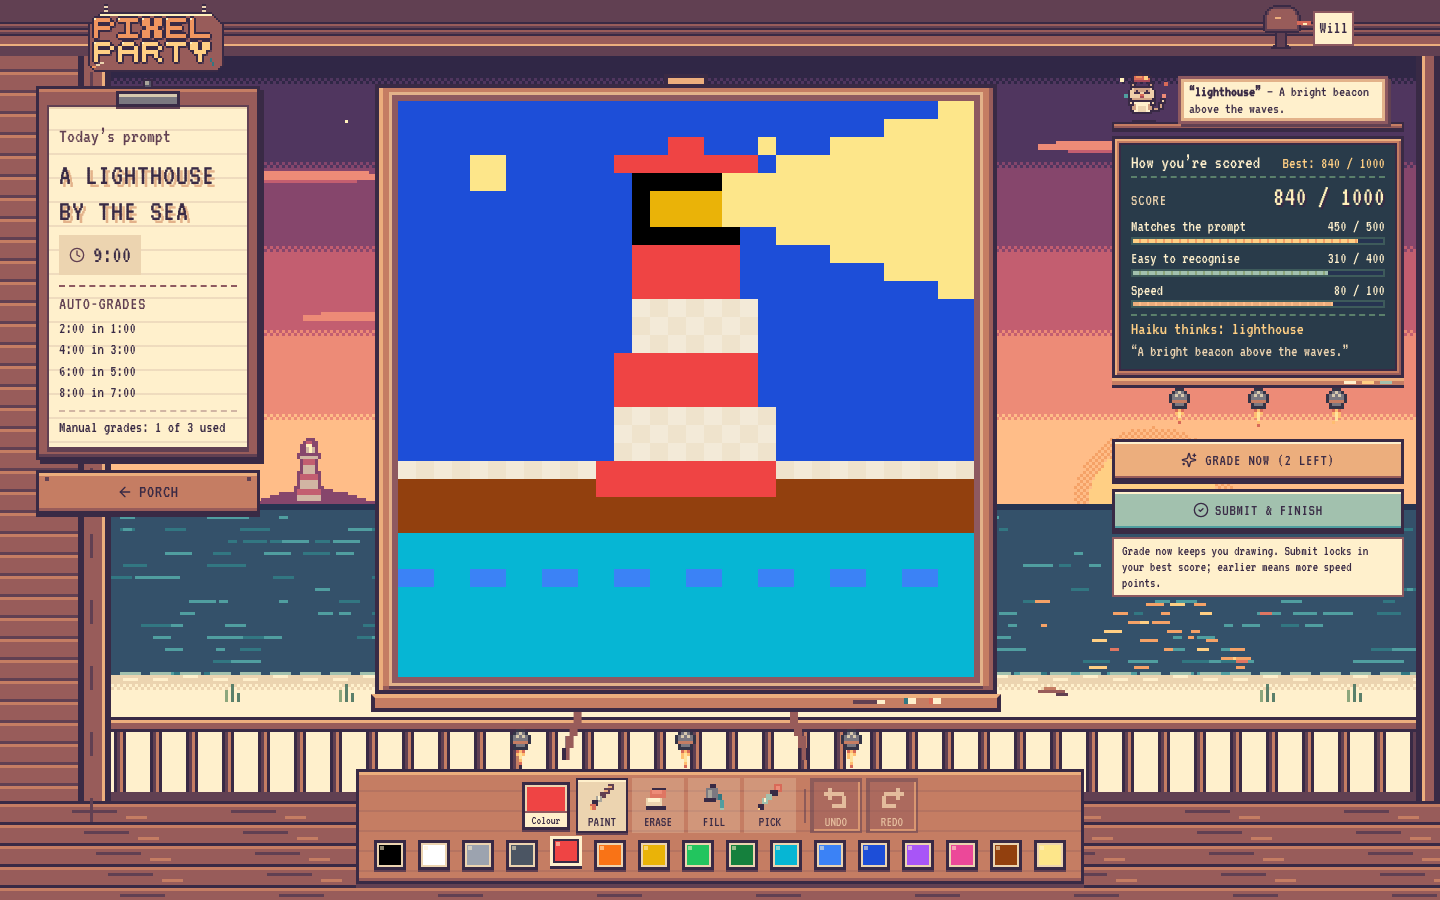 PIXEL
PARTY
Will
Today's prompt
A LIGHTHOUSE
BY THE SEA
9:00
AUTO-GRADES
2:00 in 1:00
4:00 in 3:00
6:00 in 5:00
8:00 in 7:00
Manual grades: 1 of 3 used
PORCH
"lighthouse" – A bright beacon
above the waves.
How you're scored Best: 840 / 1000
SCORE 840 / 1000
Matches the prompt 450 / 500
Easy to recognise 310 / 400
Speed 80 / 100
Haiku thinks: lighthouse
"A bright beacon above the waves."
GRADE NOW (2 LEFT)
SUBMIT & FINISH
Grade now keeps you drawing. Submit locks in
your best score; earlier means more speed
points.
Colour PAINT ERASE FILL PICK UNDO REDO